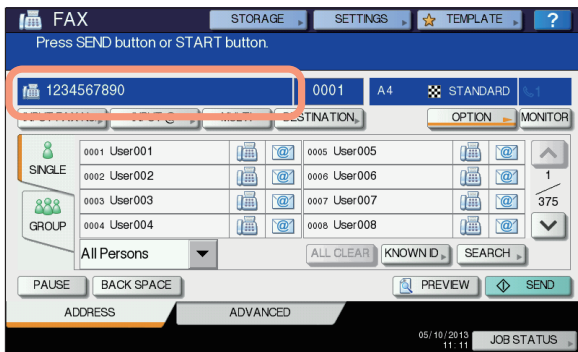 FAX STORAGE SETTINGS TEMPLATE ?
Press SEND button or START button.
1234567890 0001 A4 STANDARD 1
MULTI DESTINATION OPTION MONITOR
SINGLE
GROUP
0001 User001 0005 User005
0002 User002 0006 User006
0003 User003 0007 User007
0004 User004 0008 User008
1
375
All Persons ALL CLEAR KNOWN ID SEARCH
PAUSE BACK SPACE PREVIEW SEND
ADDRESS ADVANCED
05/10/2013
11:11
JOB STATUS